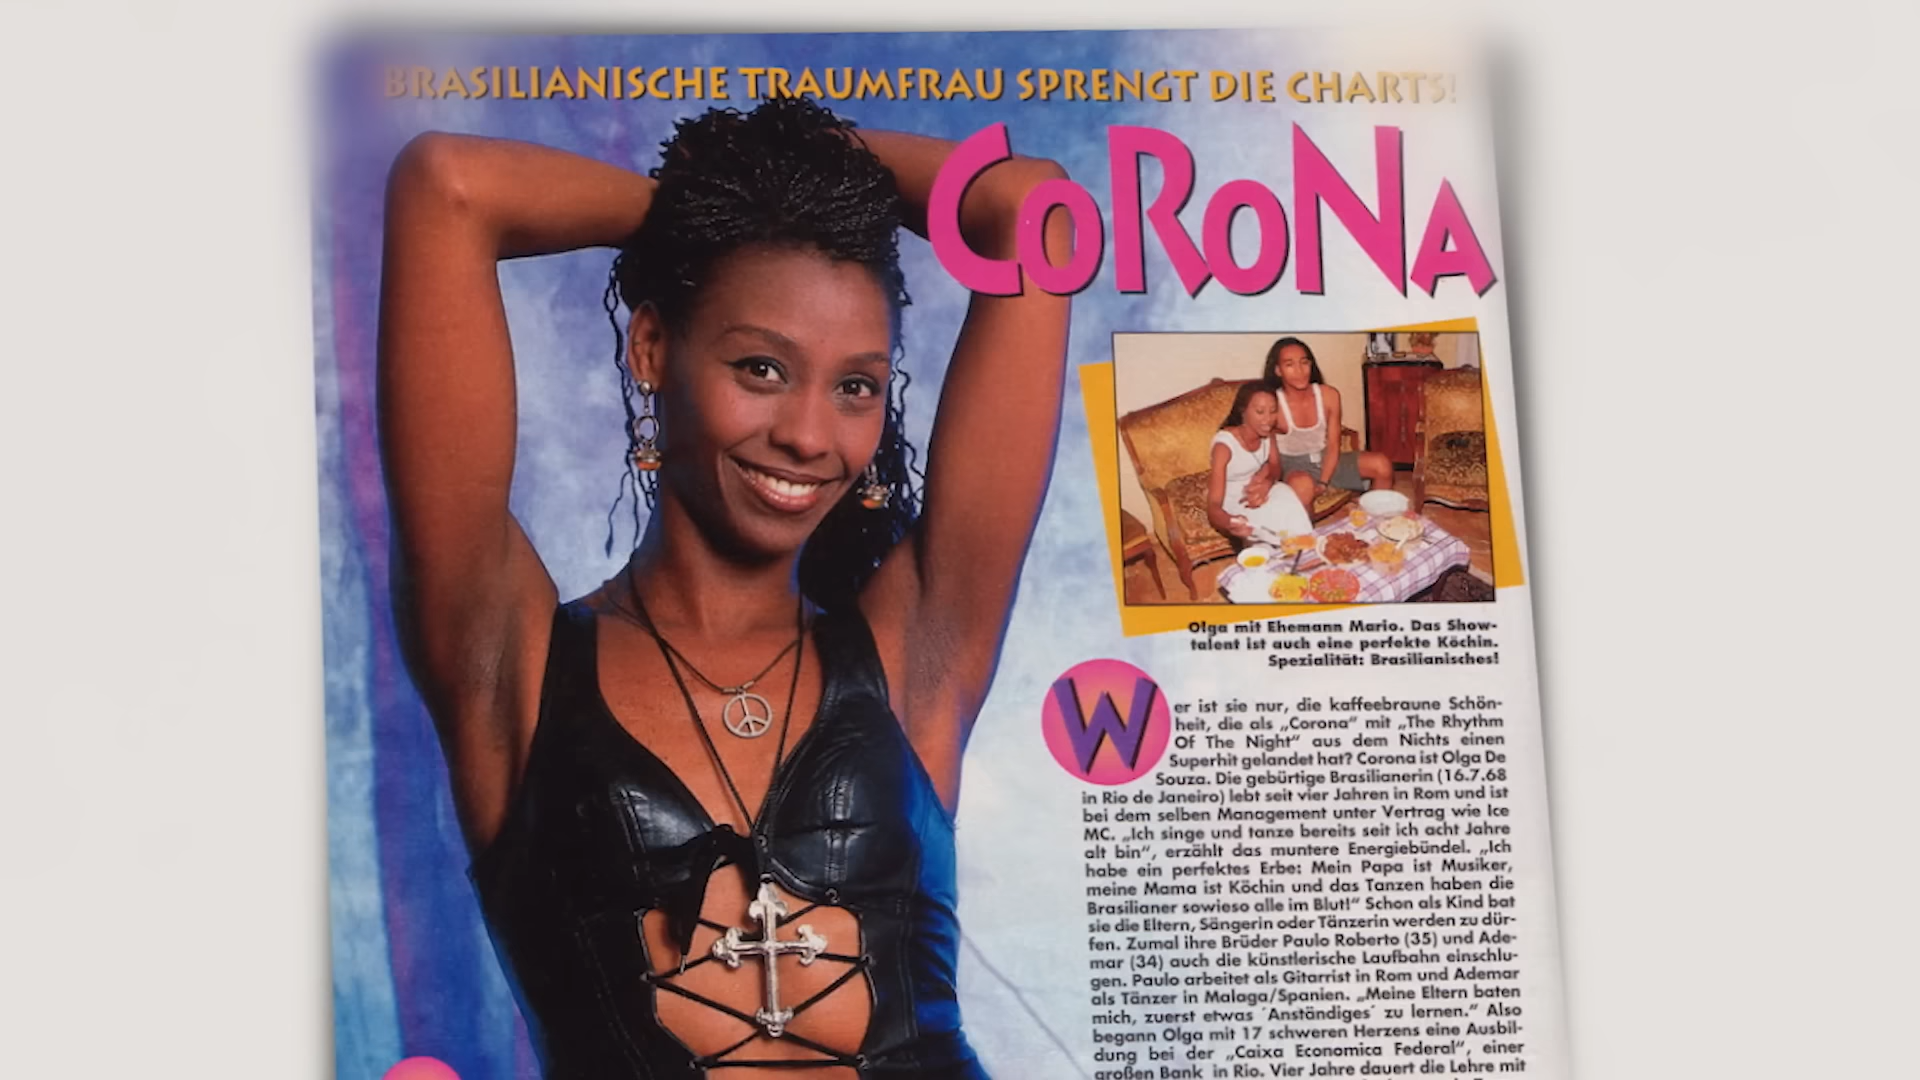 BRASILIANISCHE TRAUMFRAU SPRENGT DIE CHARTS!
CORONA
Olga mit Ehemann Mario. Das Show-
talent ist auch eine perfekte Köchin.
Spezialität: Brasilianisches!
Wer ist sie nur, die kaffeebraune Schön-
heit, die als „Corona“ mit „The Rhythm
Of The Night“ aus dem Nichts einen
Superhit gelandet hat? Corona ist Olga De
Souza. Die gebürtige Brasilianerin (16.7.68
in Rio de Janeiro) lebt seit vier Jahren in Rom und ist
bei dem selben Management unter Vertrag wie Ice
MC. „Ich singe und tanze bereits seit ich acht Jahre
alt bin“, erzählt das muntere Energiebündel. „Ich
habe ein perfektes Erbe: Mein Papa ist Musiker,
meine Mama ist Köchin und das Tanzen haben die
Brasilianer sowieso alle im Blut!“ Schon als Kind bat
sie die Eltern, Sängerin oder Tänzerin werden zu dür-
fen. Zumal ihre Brüder Paulo Roberto (35) und Ade-
mar (34) auch die künstlerische Laufbahn einschlu-
gen. Paulo arbeitet als Gitarrist in Rom und Ademar
als Tänzer in Malaga/Spanien. „Meine Eltern baten
mich, zuerst etwas ´Anständiges´ zu lernen.“ Also
begann Olga mit 17 schweren Herzens eine Ausbil-
dung bei der „Caixa Economica Federal“, einer
großen Bank in Rio. Vier Jahre dauert die Lehre mit